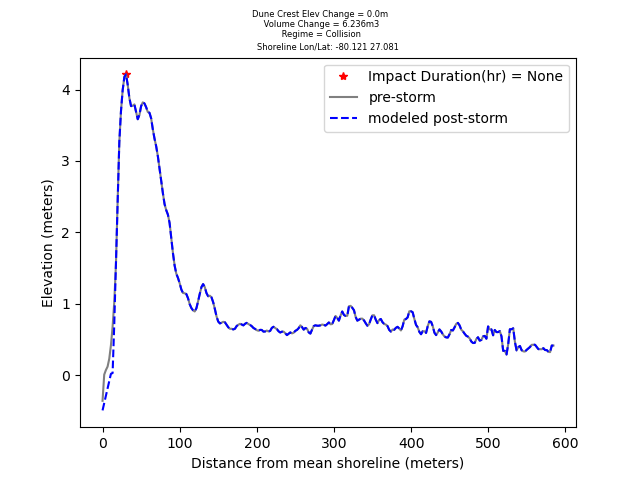 Dune Crest Elev Change = 0.0m
Volume Change = 6.236m3
Regime = Collision
Shoreline Lon/Lat: -80.121 27.081
Impact Duration(hr) = None
pre-storm
modeled post-storm
Elevation (meters)
4
3
2
1
0
0 100 200 300 400 500 600
Distance from mean shoreline (meters)